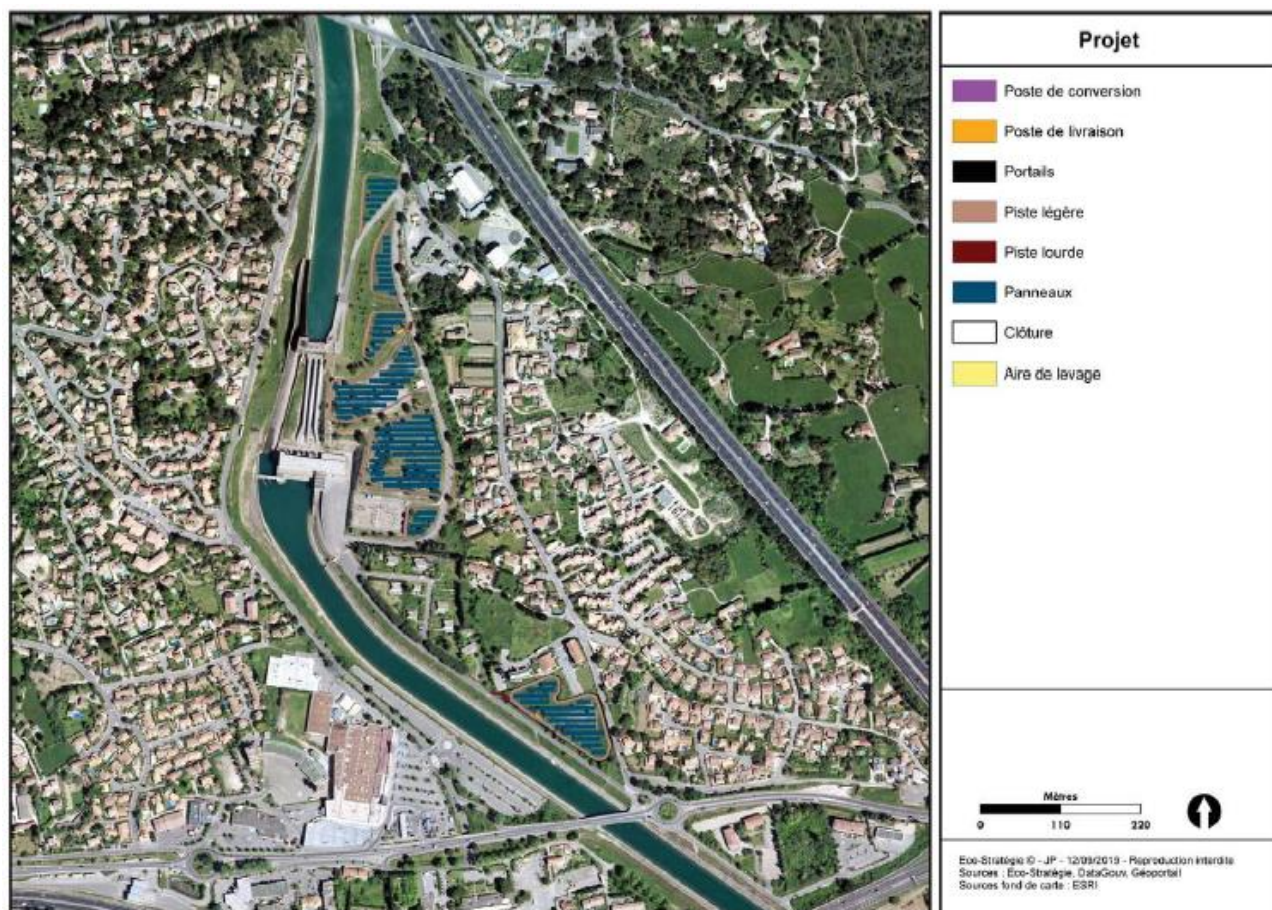 Projet
Poste de conversion
Poste de livraison
Portails
Piste légère
Piste lourde
Panneaux
Clôture
Aire de levage
Mètres
0 110 220
Eco-Stratégie © - JP - 12/09/2019 - Reproduction interdite
Sources : Eco-Stratégie, DataGouv, Géoportail
Sources fond de carte : ESRI